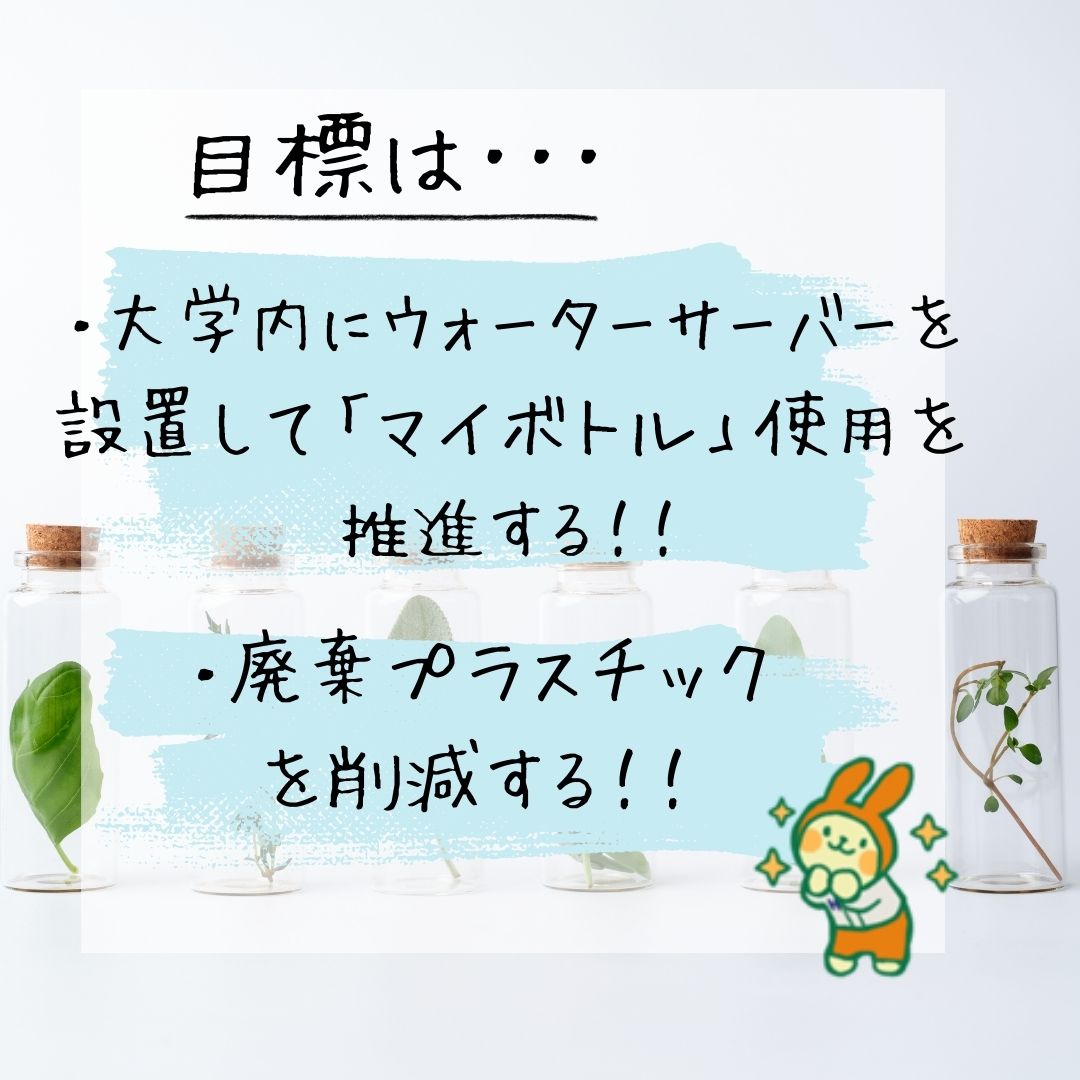 目標は・・・
・大学内にウォーターサーバーを
設置して「マイボトル」使用を
推進する！！
・廃棄プラスチック
を削減する！！